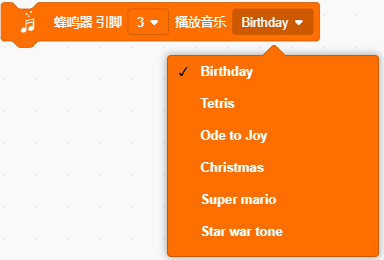 蜂鸣器 引脚 3 播放音乐 Birthday
✓ Birthday
Tetris
Ode to Joy
Christmas
Super mario
Star war tone